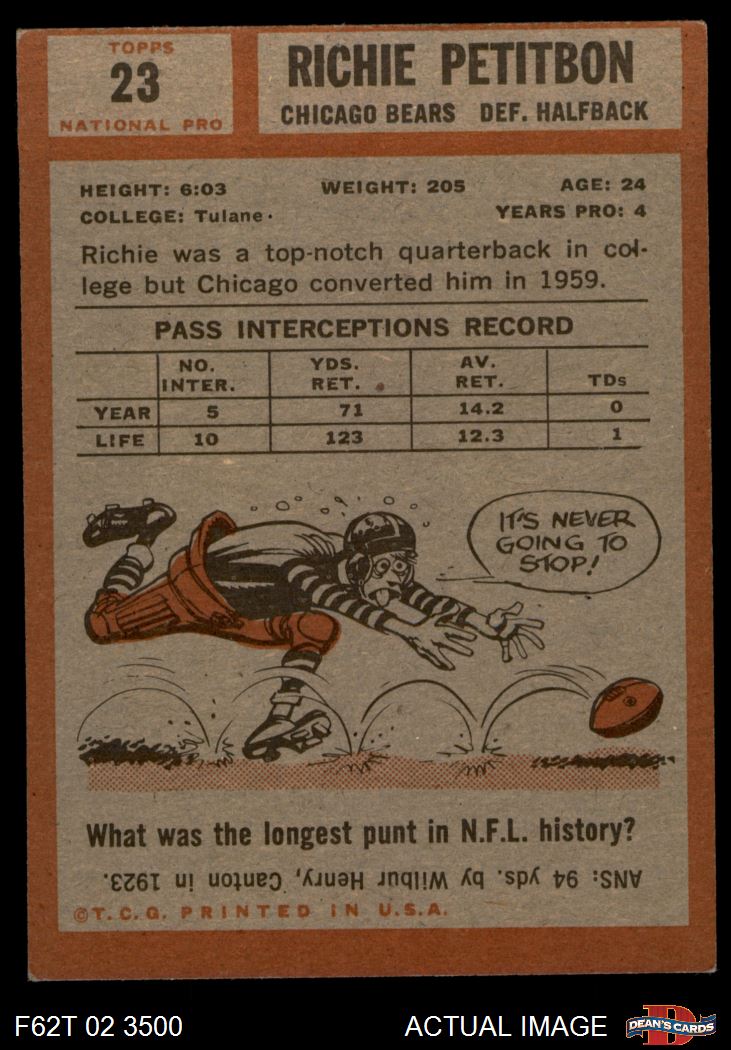 TOPPS
23
NATIONAL PRO
RICHIE PETITBON
CHICAGO BEARS DEF. HALFBACK
HEIGHT: 6:03 WEIGHT: 205 AGE: 24
COLLEGE: Tulane. YEARS PRO: 4
Richie was a top-notch quarterback in col-
lege but Chicago converted him in 1959.
PASS INTERCEPTIONS RECORD
NO. INTER. YDS. RET. AV. RET. TDs
YEAR 5 71 14.2 0
LIFE 10 123 12.3 1
IT'S NEVER
GOING TO
STOP!
What was the longest punt in N.F.L. history?
ANS: 94 yds. by Wilbur Henry, Canton in 1923.
©T.C.G. PRINTED IN U.S.A.
F62T 02 3500 ACTUAL IMAGE
D
DEAN'S CARDS